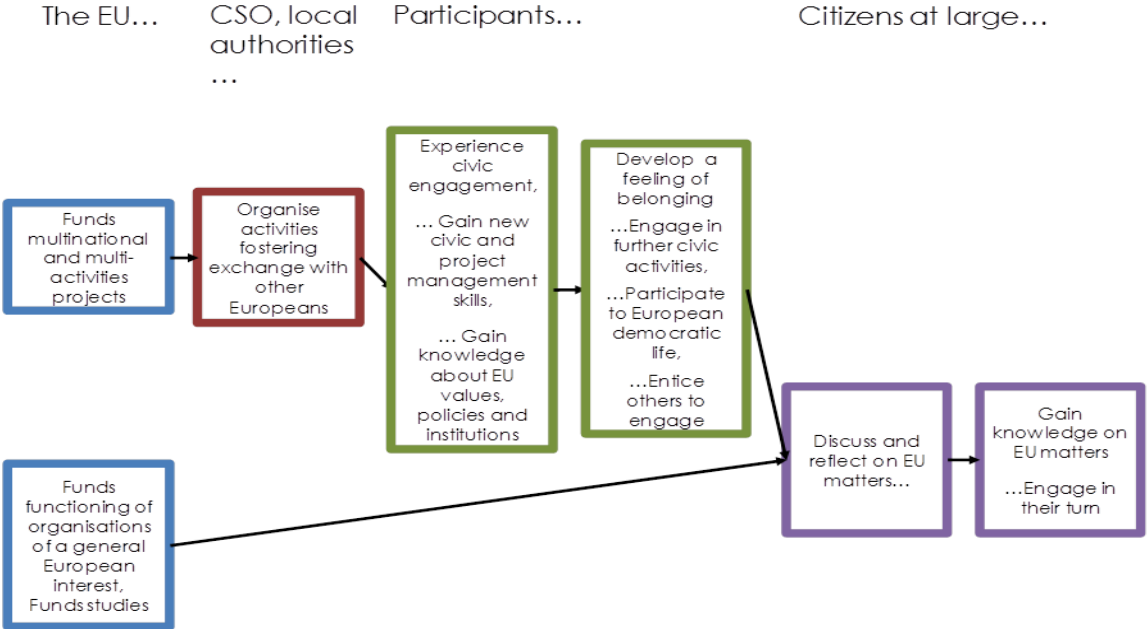 The EU…
CSO, local
authorities
…
Participants…
Citizens at large…
Funds
multinational
and multi-
activities
projects
Organise
activities
fostering
exchange with
other
Europeans
Experience
civic
engagement,
… Gain new
civic and
project
management
skills,
… Gain
knowledge
about EU
values,
policies and
institutions
Develop a
feeling of
belonging
…Engage in
further civic
activities,
…Participate
to European
democratic
life,
…Entice
others to
engage
Discuss and
reflect on EU
matters…
Gain
knowledge on
EU matters
…Engage in
their turn
Funds
functioning of
organisations
of a general
European
interest,
Funds studies